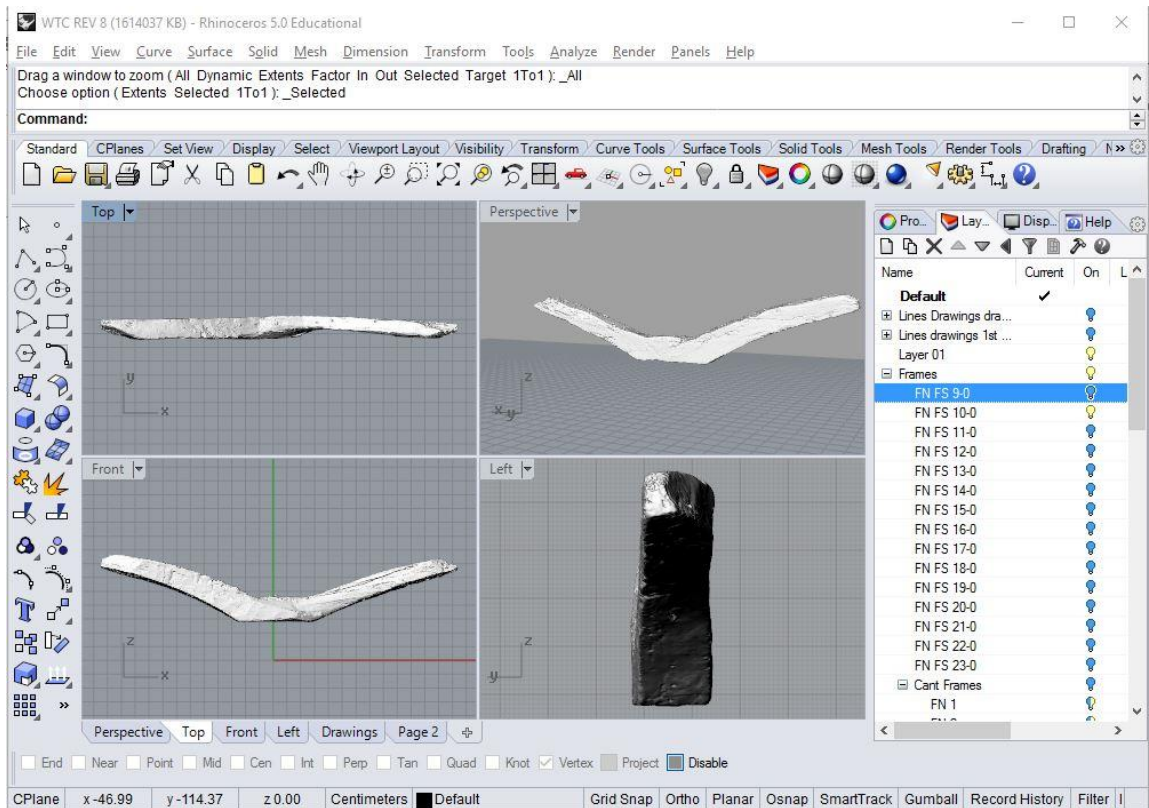 WTC REV 8 (1614037 KB) - Rhinoceros 5.0 Educational
File Edit View Curve Surface Solid Mesh Dimension Transform Tools Analyze Render Panels Help
Drag a window to zoom ( All Dynamic Extents Factor In Out Selected Target 1To1 ): _All
Choose option ( Extents Selected 1To1 ): _Selected
Command:
Standard CPlanes Set View Display Select Viewport Layout Visibility Transform Curve Tools Surface Tools Solid Tools Mesh Tools Render Tools Drafting
Top
y
x
Perspective
z
x y
Front
z
x
Left
z
y
Pro... Lay... Disp... Help
Name Current On L
Default
Lines Drawings dra...
Lines drawings 1st ...
Layer 01
Frames
FN FS 9-0
FN FS 10-0
FN FS 11-0
FN FS 12-0
FN FS 13-0
FN FS 14-0
FN FS 15-0
FN FS 16-0
FN FS 17-0
FN FS 18-0
FN FS 19-0
FN FS 20-0
FN FS 21-0
FN FS 22-0
FN FS 23-0
Cant Frames
FN 1
Perspective Top Front Left Drawings Page 2
End Near Point Mid Cen Int Perp Tan Quad Knot Vertex Project Disable
CPlane x -46.99 y -114.37 z 0.00 Centimeters Default Grid Snap Ortho Planar Osnap SmartTrack Gumball Record History Filter